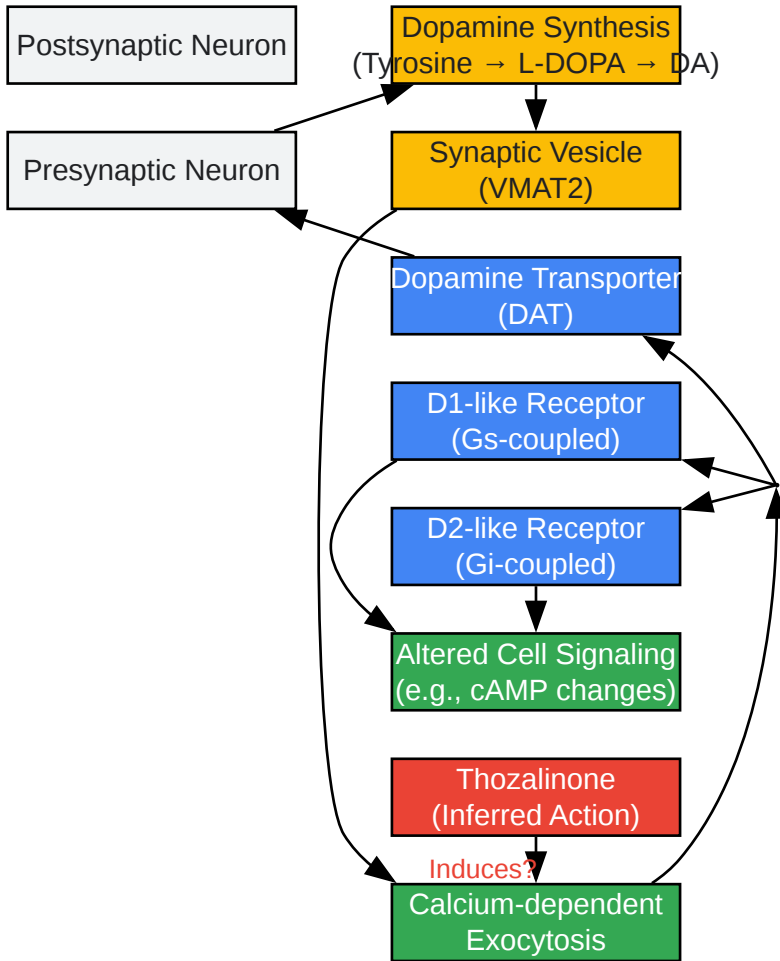 Postsynaptic Neuron
Dopamine Synthesis
(Tyrosine → L-DOPA → DA)
Presynaptic Neuron
Synaptic Vesicle
(VMAT2)
Dopamine Transporter
(DAT)
D1-like Receptor
(Gs-coupled)
D2-like Receptor
(Gi-coupled)
Altered Cell Signaling
(e.g., cAMP changes)
Thozalinone
(Inferred Action)
Induces?
Calcium-dependent
Exocytosis